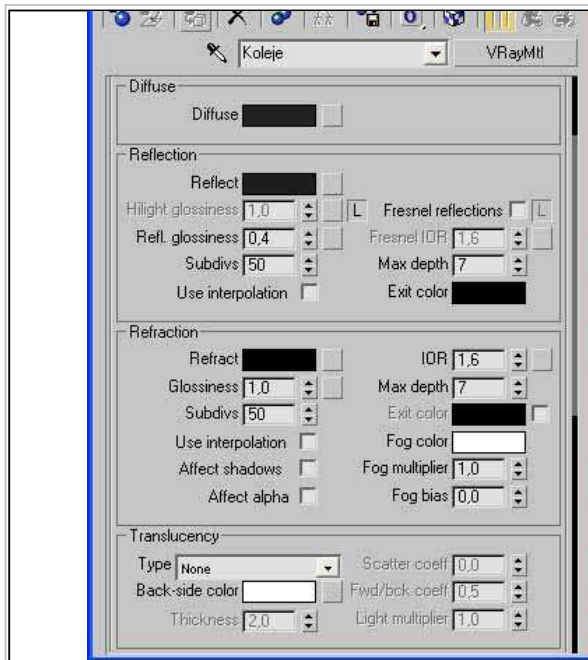 Koleje VRayMtl
Diffuse
Diffuse
Reflection
Reflect
Hilight glossiness 1,0 L Fresnel reflections L
Refl. glossiness 0,4 Fresnel IOR 1,6
Subdivs 50 Max depth 7
Use interpolation Exit color
Refraction
Refract IOR 1,6
Glossiness 1,0 Max depth 7
Subdivs 50 Exit color
Use interpolation Fog color
Affect shadows Fog multiplier 1,0
Affect alpha Fog bias 0,0
Translucency
Type None Scatter coeff 0,0
Back-side color Fwd/bck coeff 0,5
Thickness 2,0 Light multiplier 1,0